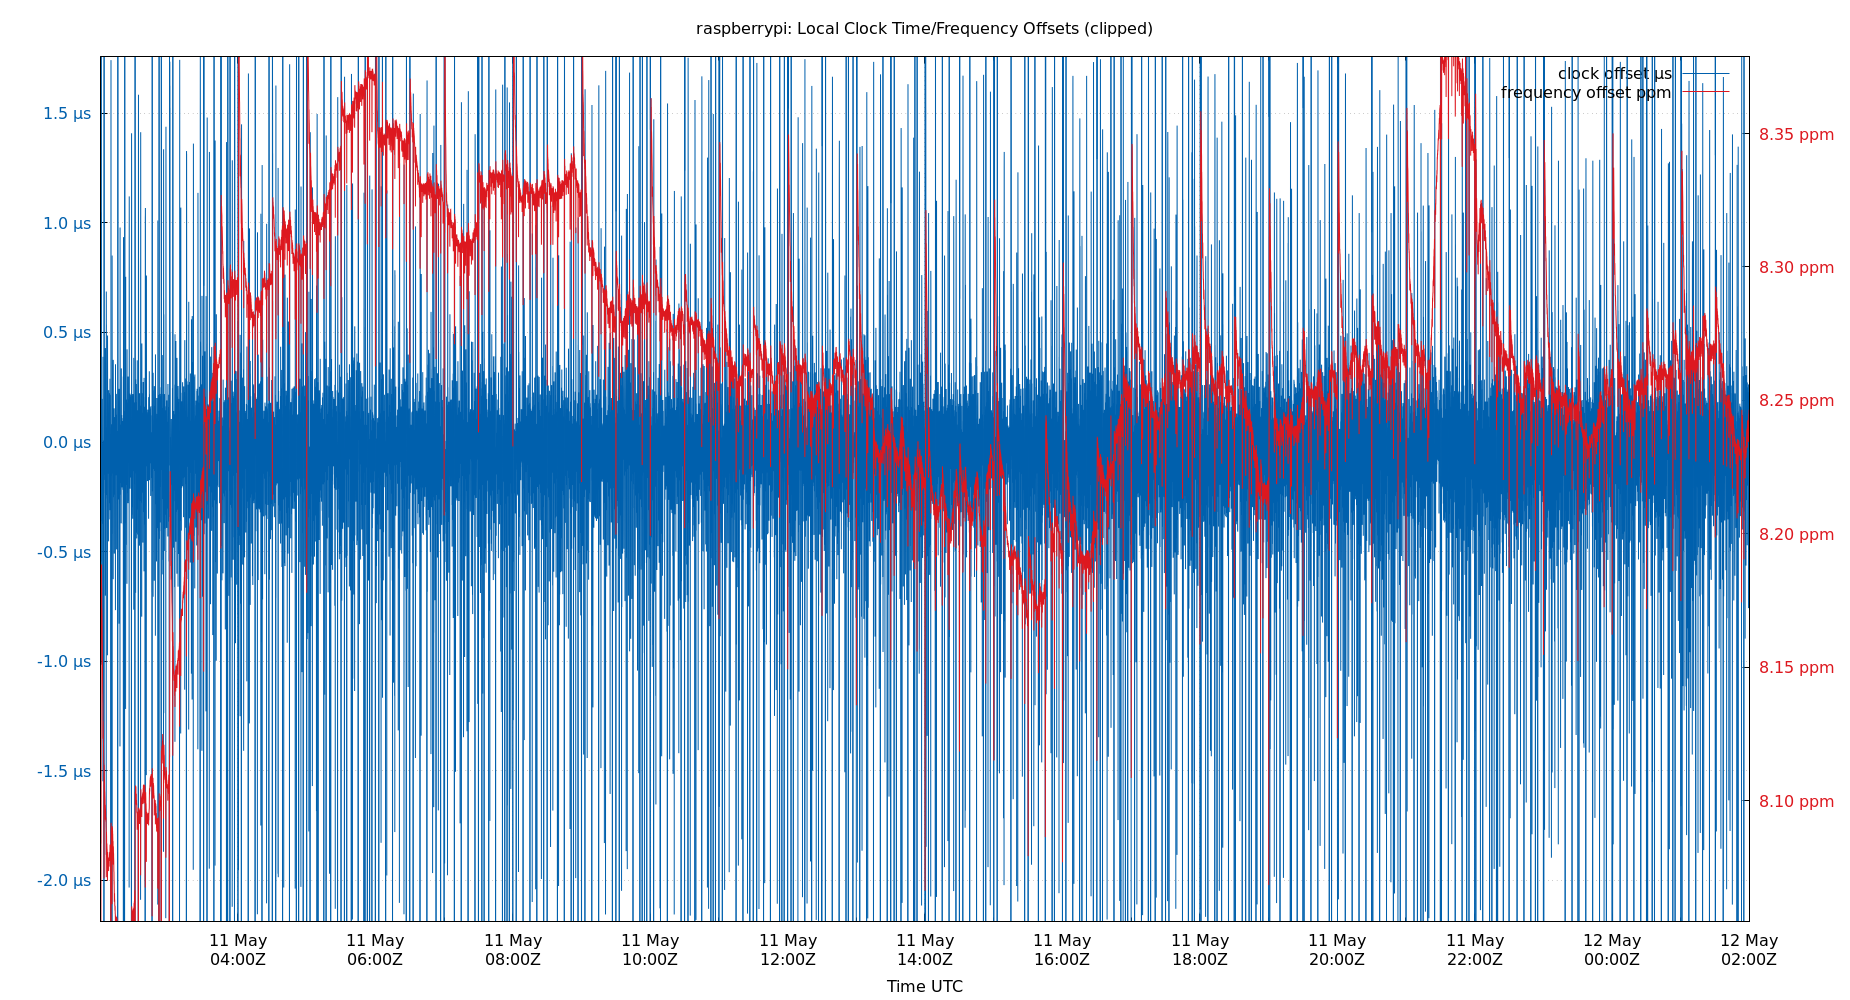 raspberrypi: Local Clock Time/Frequency Offsets (clipped)
clock offset µs
frequency offset ppm
1.5 µs
1.0 µs
0.5 µs
0.0 µs
-0.5 µs
-1.0 µs
-1.5 µs
-2.0 µs
8.35 ppm
8.30 ppm
8.25 ppm
8.20 ppm
8.15 ppm
8.10 ppm
11 May 11 May 11 May 11 May 11 May 11 May 11 May 11 May 11 May 11 May 12 May 12 May
04:00Z 06:00Z 08:00Z 10:00Z 12:00Z 14:00Z 16:00Z 18:00Z 20:00Z 22:00Z 00:00Z 02:00Z
Time UTC